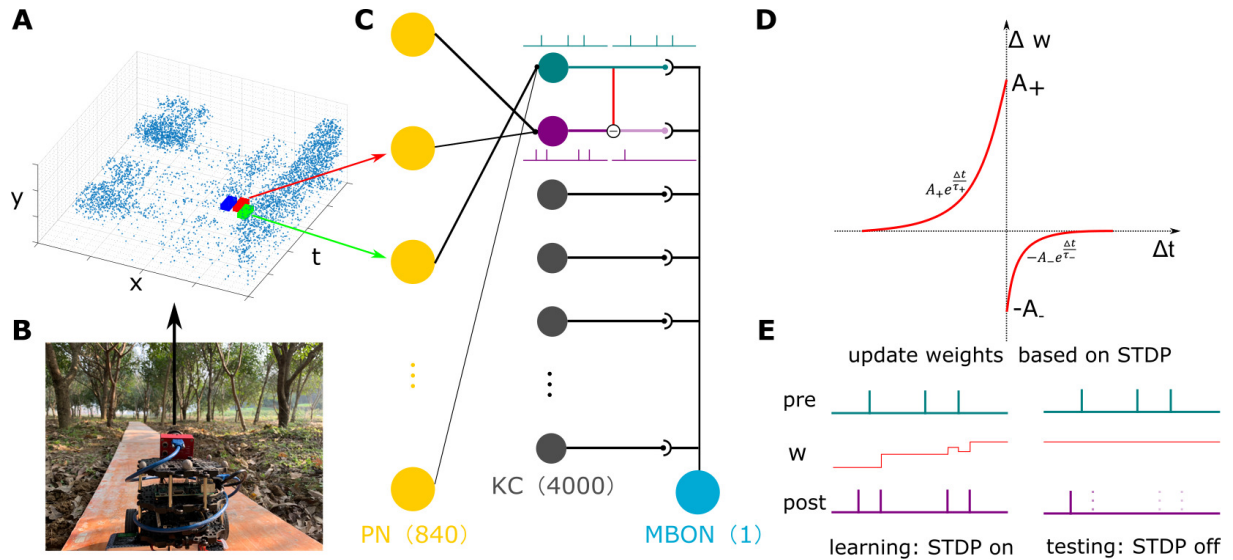 A
y
x
t
B
C
PN（840）
KC（4000）
MBON（1）
D
Δ w
A+
A₊e^{Δt/τ₊}
Δt
−A₋e^{Δt/τ₋}
-A-
E
update weights based on STDP
pre
w
post
learning: STDP on
testing: STDP off